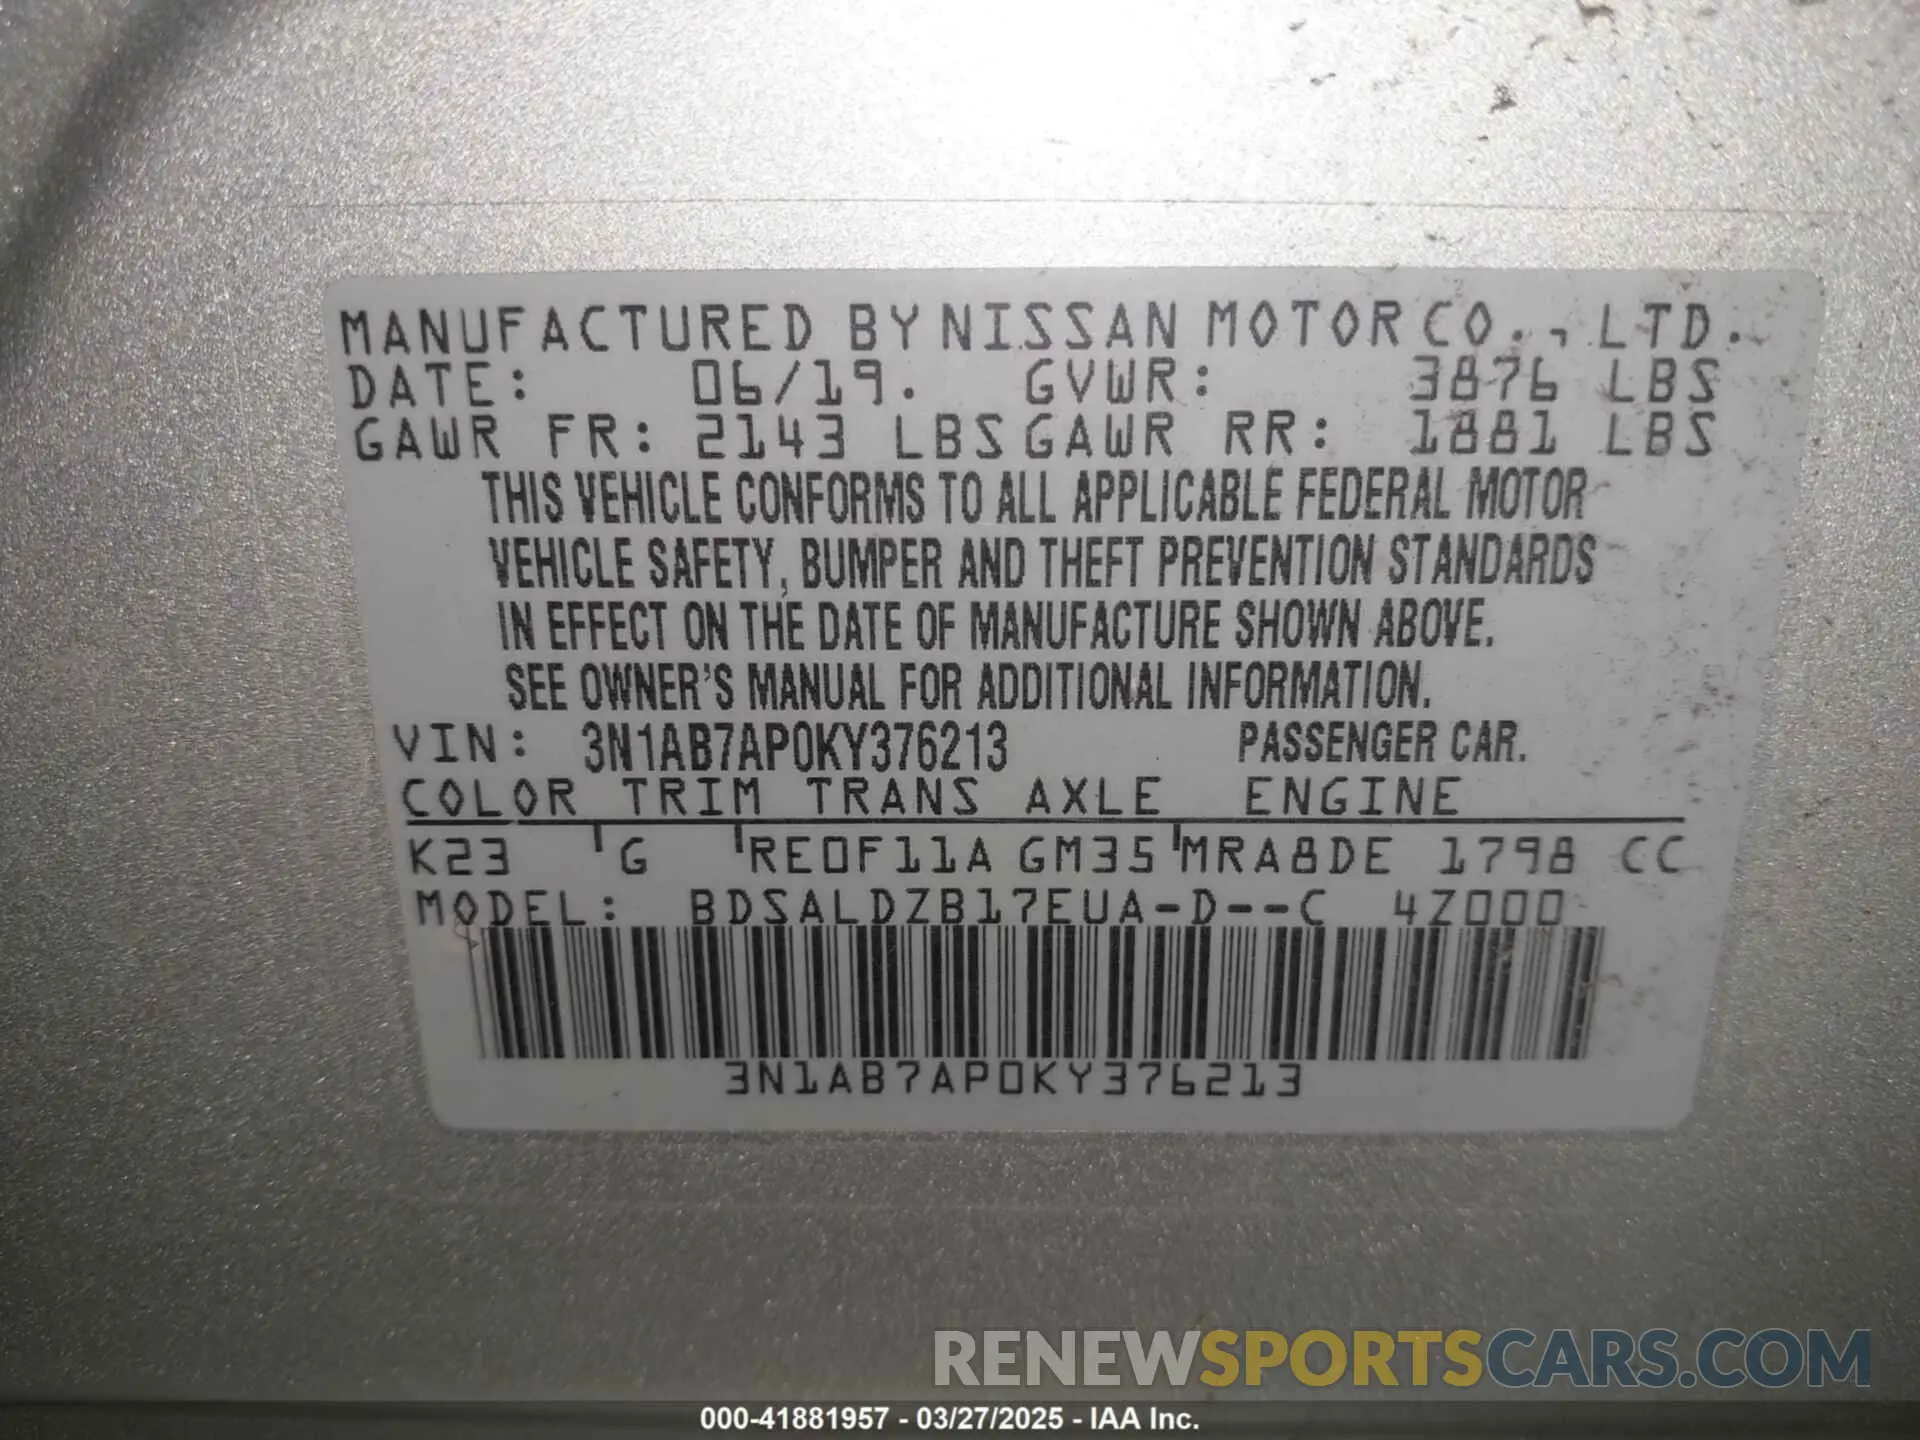 MANUFACTURED BY NISSAN MOTOR CO., LTD.
DATE: 06/19. GVWR: 3876 LBS
GAWR FR: 2143 LBS GAWR RR: 1881 LBS
THIS VEHICLE CONFORMS TO ALL APPLICABLE FEDERAL MOTOR
VEHICLE SAFETY, BUMPER AND THEFT PREVENTION STANDARDS
IN EFFECT ON THE DATE OF MANUFACTURE SHOWN ABOVE.
SEE OWNER'S MANUAL FOR ADDITIONAL INFORMATION.
VIN: 3N1AB7AP0KY376213 PASSENGER CAR.
COLOR TRIM TRANS AXLE ENGINE
K23 G RE0F11A GM35 MRA8DE 1798 CC
MODEL: BDSALDZB17EUA-D--C 4Z000
3N1AB7AP0KY376213
RENEWSPORTSCARS.COM
000-41881957 - 03/27/2025 - IAA Inc.